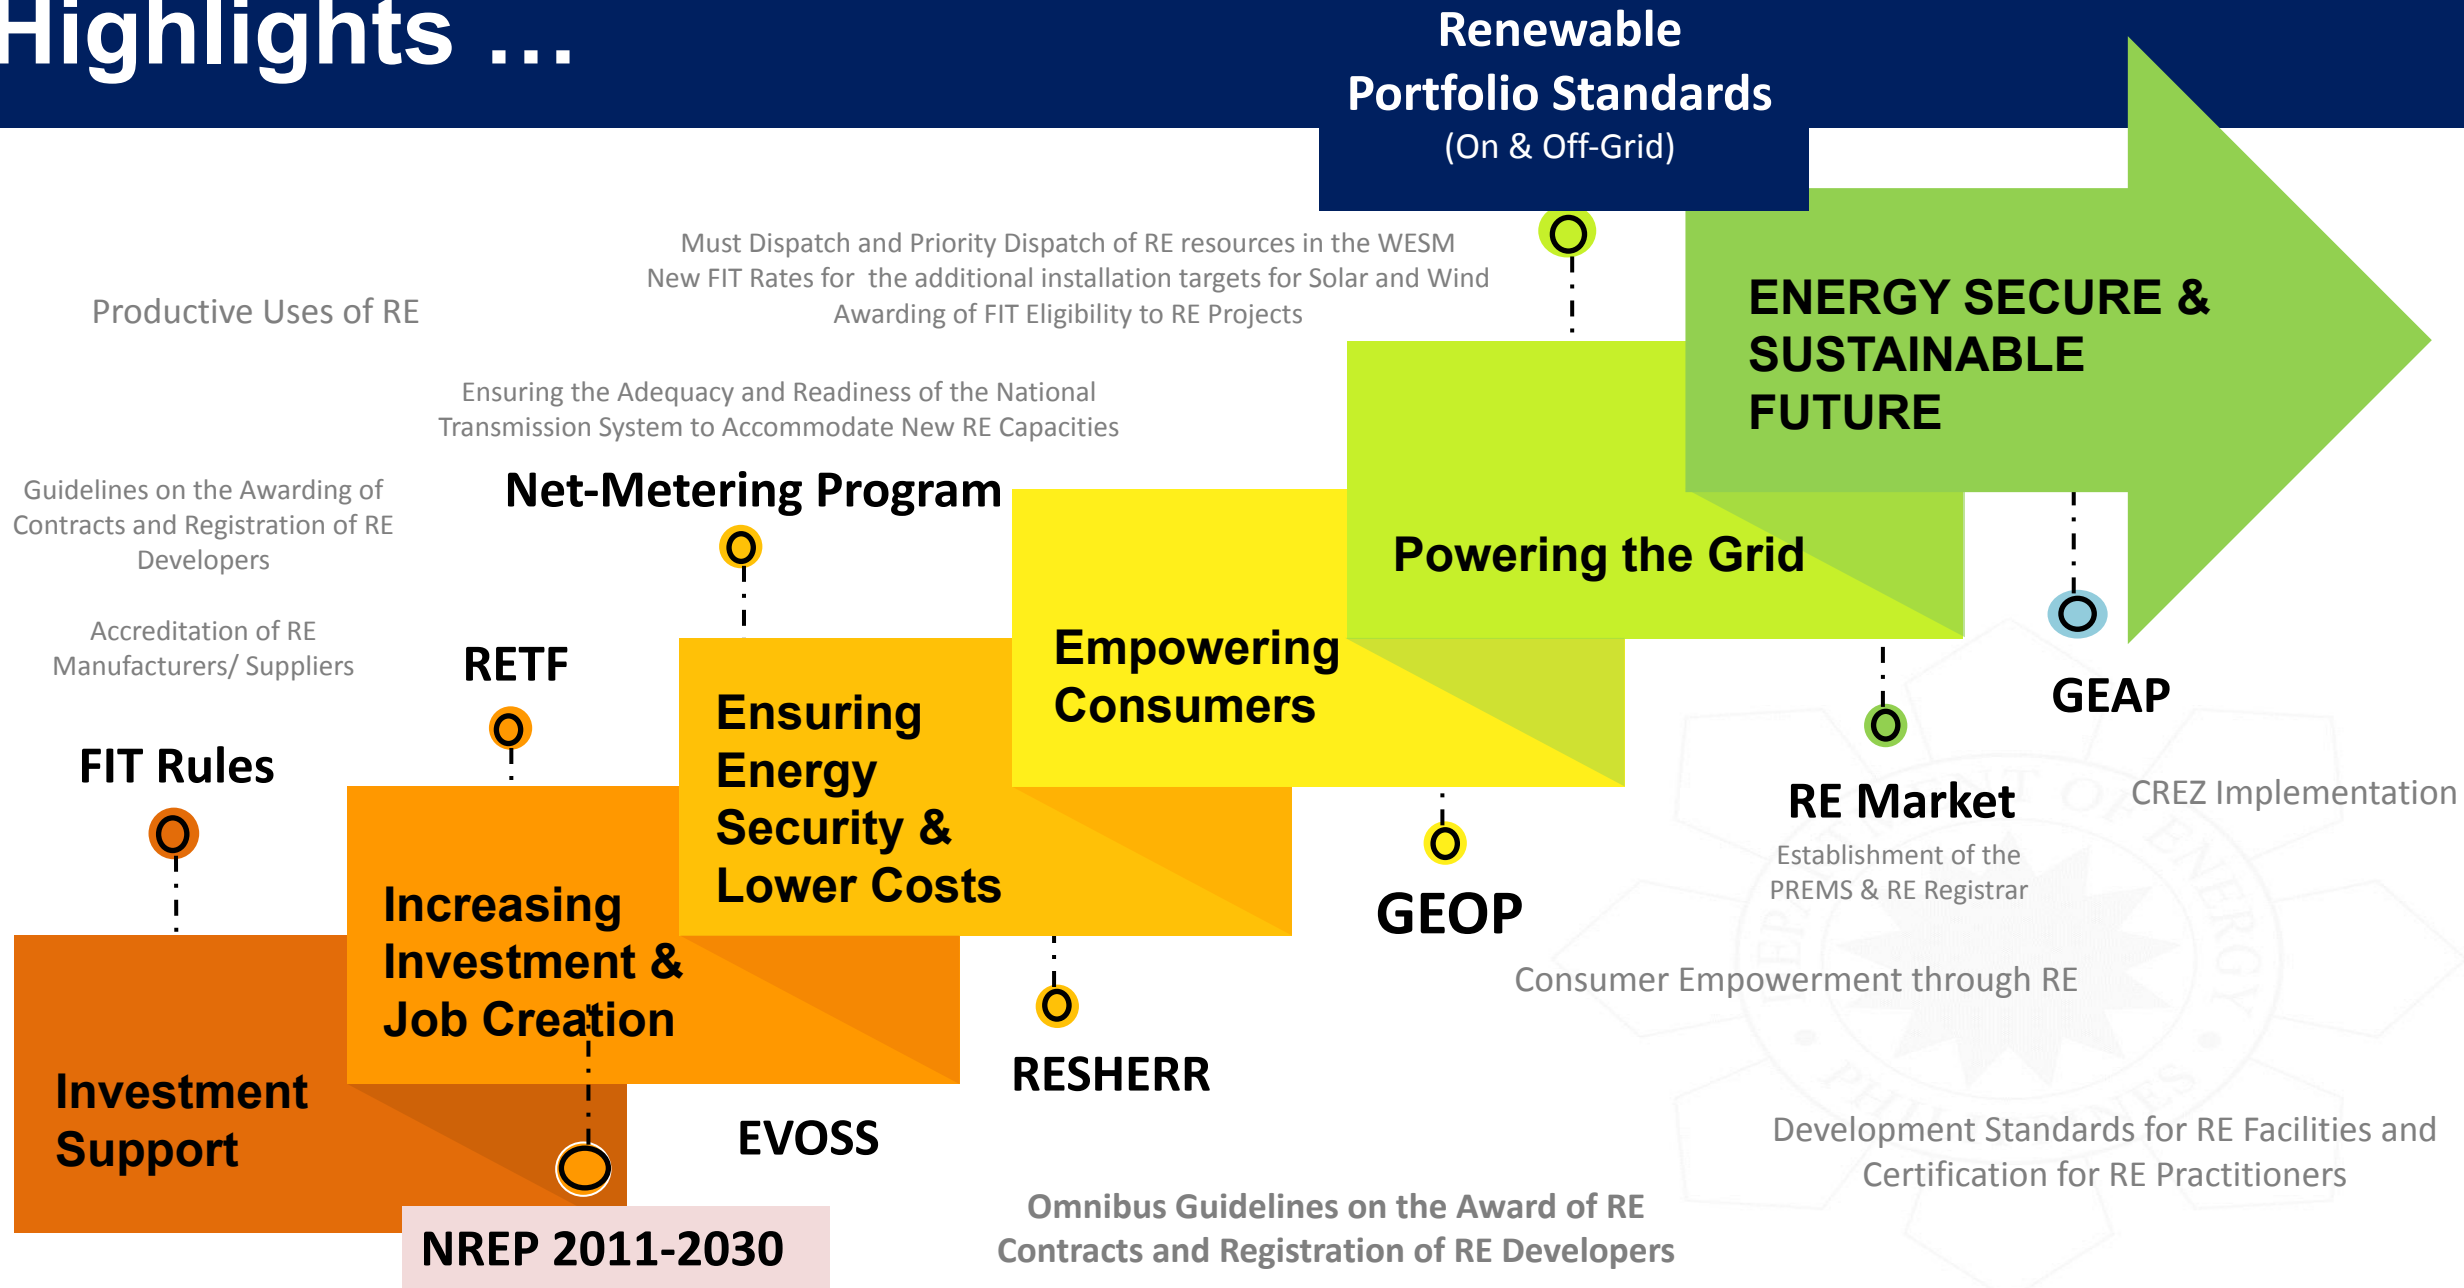 Highlights ...
Renewable
Portfolio Standards
(On & Off-Grid)
Must Dispatch and Priority Dispatch of RE resources in the WESM
New FIT Rates for the additional installation targets for Solar and Wind
Awarding of FIT Eligibility to RE Projects
Productive Uses of RE
ENERGY SECURE &
SUSTAINABLE
FUTURE
Ensuring the Adequacy and Readiness of the National
Transmission System to Accommodate New RE Capacities
Guidelines on the Awarding of
Contracts and Registration of RE
Developers
Net-Metering Program
Powering the Grid
Accreditation of RE
Manufacturers/ Suppliers
RETF
Empowering
Consumers
GEAP
Ensuring
Energy
Security &
Lower Costs
FIT Rules
RE Market
CREZ Implementation
Establishment of the
PREMS & RE Registrar
GEOP
Increasing
Investment &
Job Creation
Consumer Empowerment through RE
RESHERR
Investment
Support
EVOSS
Development Standards for RE Facilities and
Certification for RE Practitioners
NREP 2011-2030
Omnibus Guidelines on the Award of RE
Contracts and Registration of RE Developers
DEPARTMENT OF ENERGY
PHILIPPINES